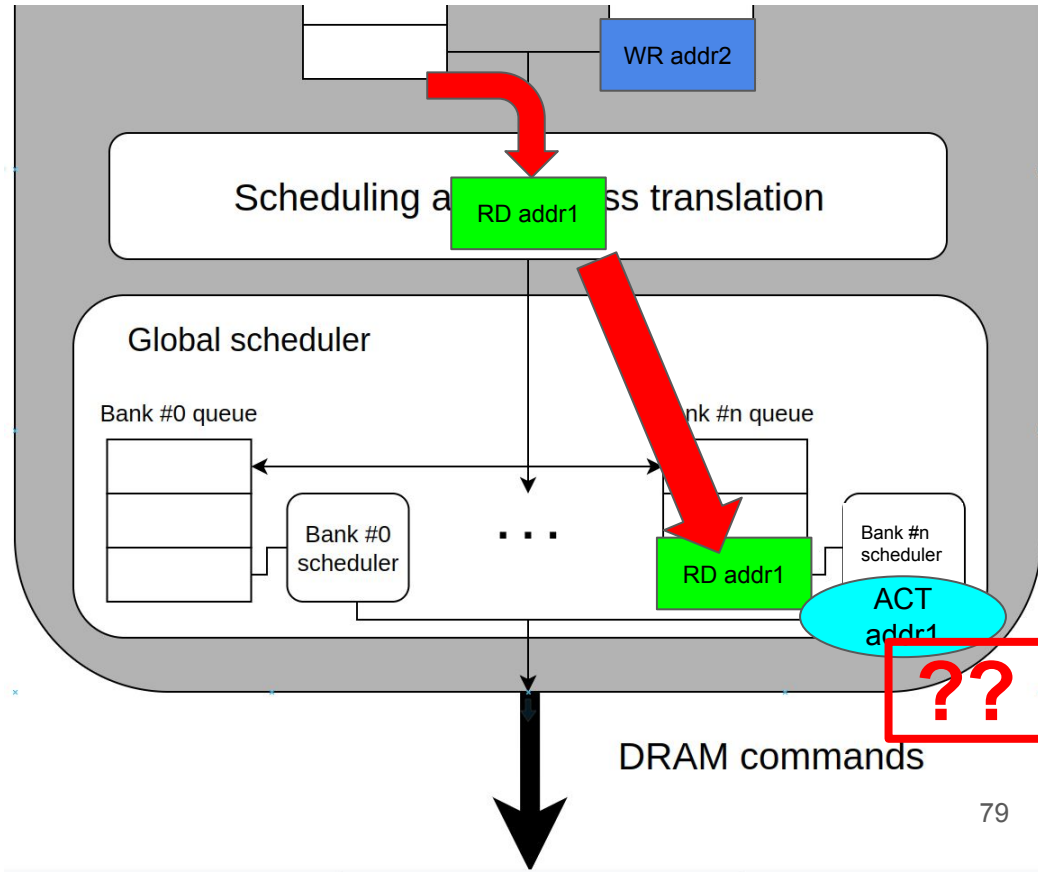 WR addr2
Scheduling a
ss translation
RD addr1
Global scheduler
Bank #0 queue
nk #n queue
Bank #0
scheduler
. . .
RD addr1
Bank #n
scheduler
ACT
addr1
??
DRAM commands
79